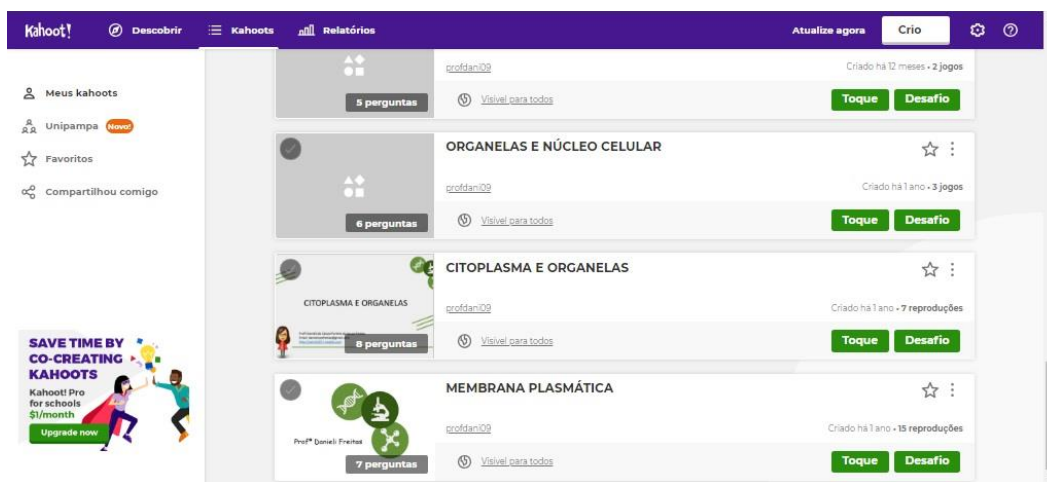 Kahoot! Descobrir Kahoots Relatórios Atualize agora Crio
Meus kahoots
Unipampa Novo!
Favoritos
Compartilhou comigo
SAVE TIME BY
CO-CREATING
KAHOOTS
Kahoot! Pro
for schools
$1/month
Upgrade now
profdani09 Criado há 12 meses • 2 jogos
5 perguntas Visível para todos Toque Desafio
ORGANELAS E NÚCLEO CELULAR
profdani09 Criado há 1 ano • 3 jogos
6 perguntas Visível para todos Toque Desafio
CITOPLASMA E ORGANELAS
CITOPLASMA E ORGANELAS
profdani09 Criado há 1 ano • 7 reproduções
8 perguntas Visível para todos Toque Desafio
MEMBRANA PLASMÁTICA
profdani09 Criado há 1 ano • 15 reproduções
Profª Danieli Freitas
7 perguntas Visível para todos Toque Desafio